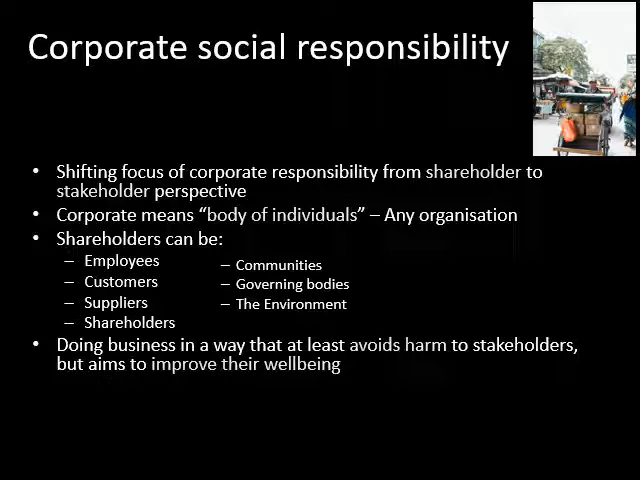 Corporate social responsibility
• Shifting focus of corporate responsibility from shareholder to
stakeholder perspective
• Corporate means “body of individuals” – Any organisation
• Shareholders can be:
– Employees
– Customers
– Suppliers
– Shareholders
– Communities
– Governing bodies
– The Environment
• Doing business in a way that at least avoids harm to stakeholders,
but aims to improve their wellbeing